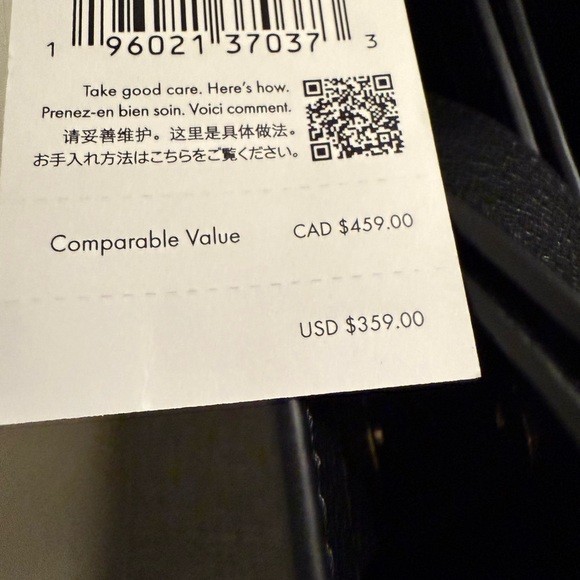 1 96021 37037 3
Take good care. Here's how.
Prenez-en bien soin. Voici comment.
请妥善维护。这里是具体做法。
お手入れ方法はこちらをご覧ください。
Comparable Value CAD $459.00
USD $359.00